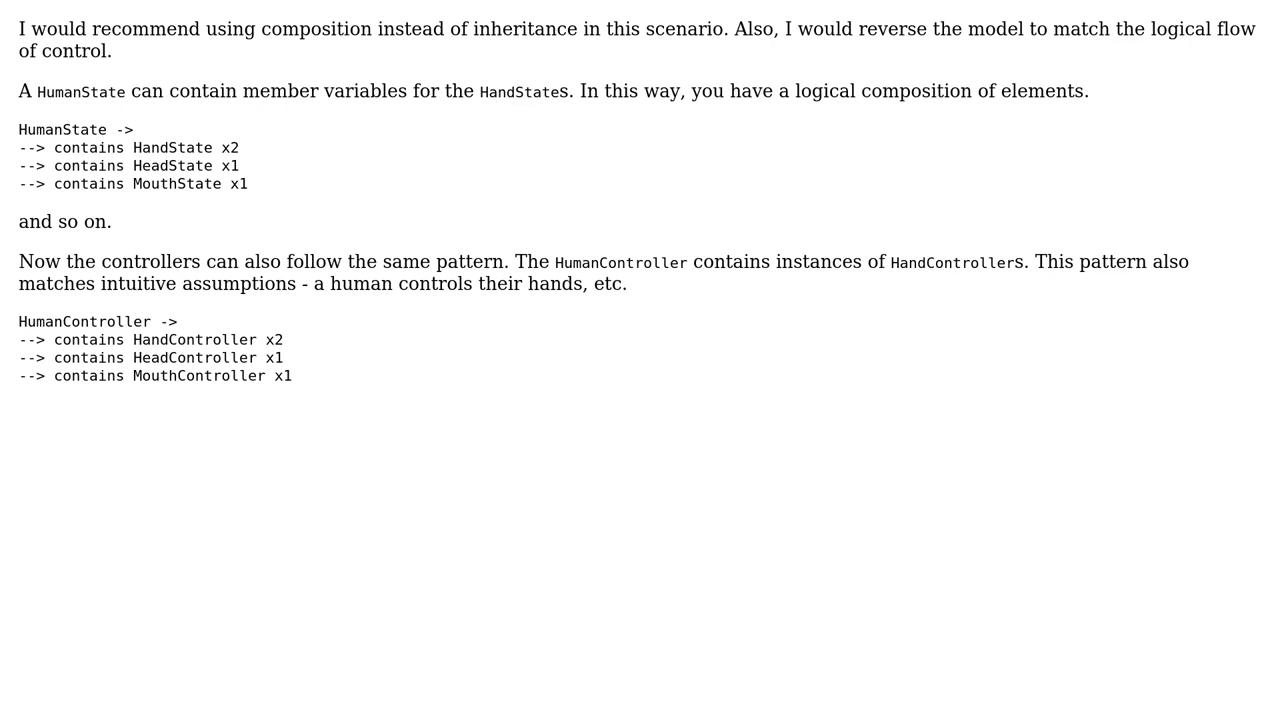 I would recommend using composition instead of inheritance in this scenario. Also, I would reverse the model to match the logical flow
of control.
A HumanState can contain member variables for the HandStates. In this way, you have a logical composition of elements.
HumanState ->
--> contains HandState x2
--> contains HeadState x1
--> contains MouthState x1
and so on.
Now the controllers can also follow the same pattern. The HumanController contains instances of HandControllers. This pattern also
matches intuitive assumptions - a human controls their hands, etc.
HumanController ->
--> contains HandController x2
--> contains HeadController x1
--> contains MouthController x1